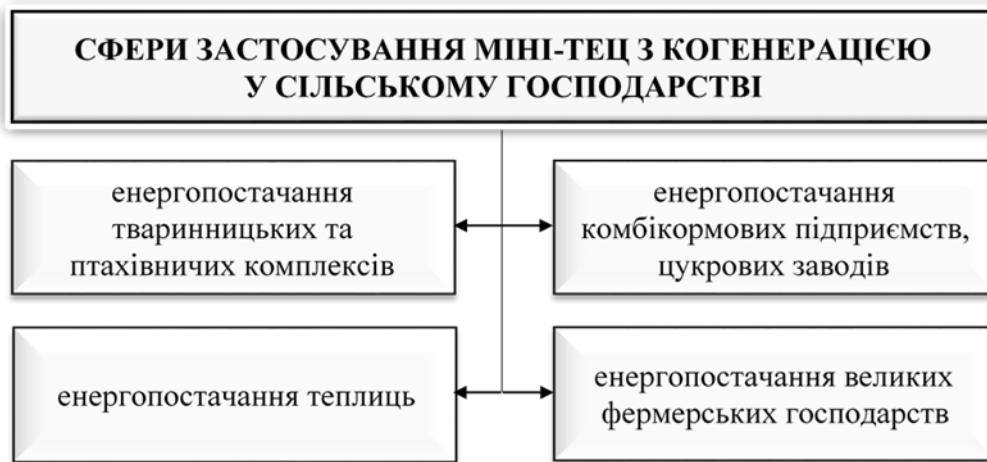 СФЕРИ ЗАСТОСУВАННЯ МІНІ-ТЕЦ З КОГЕНЕРАЦІЄЮ
У СІЛЬСЬКОМУ ГОСПОДАРСТВІ
енергопостачання
тваринницьких та
птахівничих комплексів
енергопостачання
комбікормових підприємств,
цукрових заводів
енергопостачання теплиць
енергопостачання великих
фермерських господарств